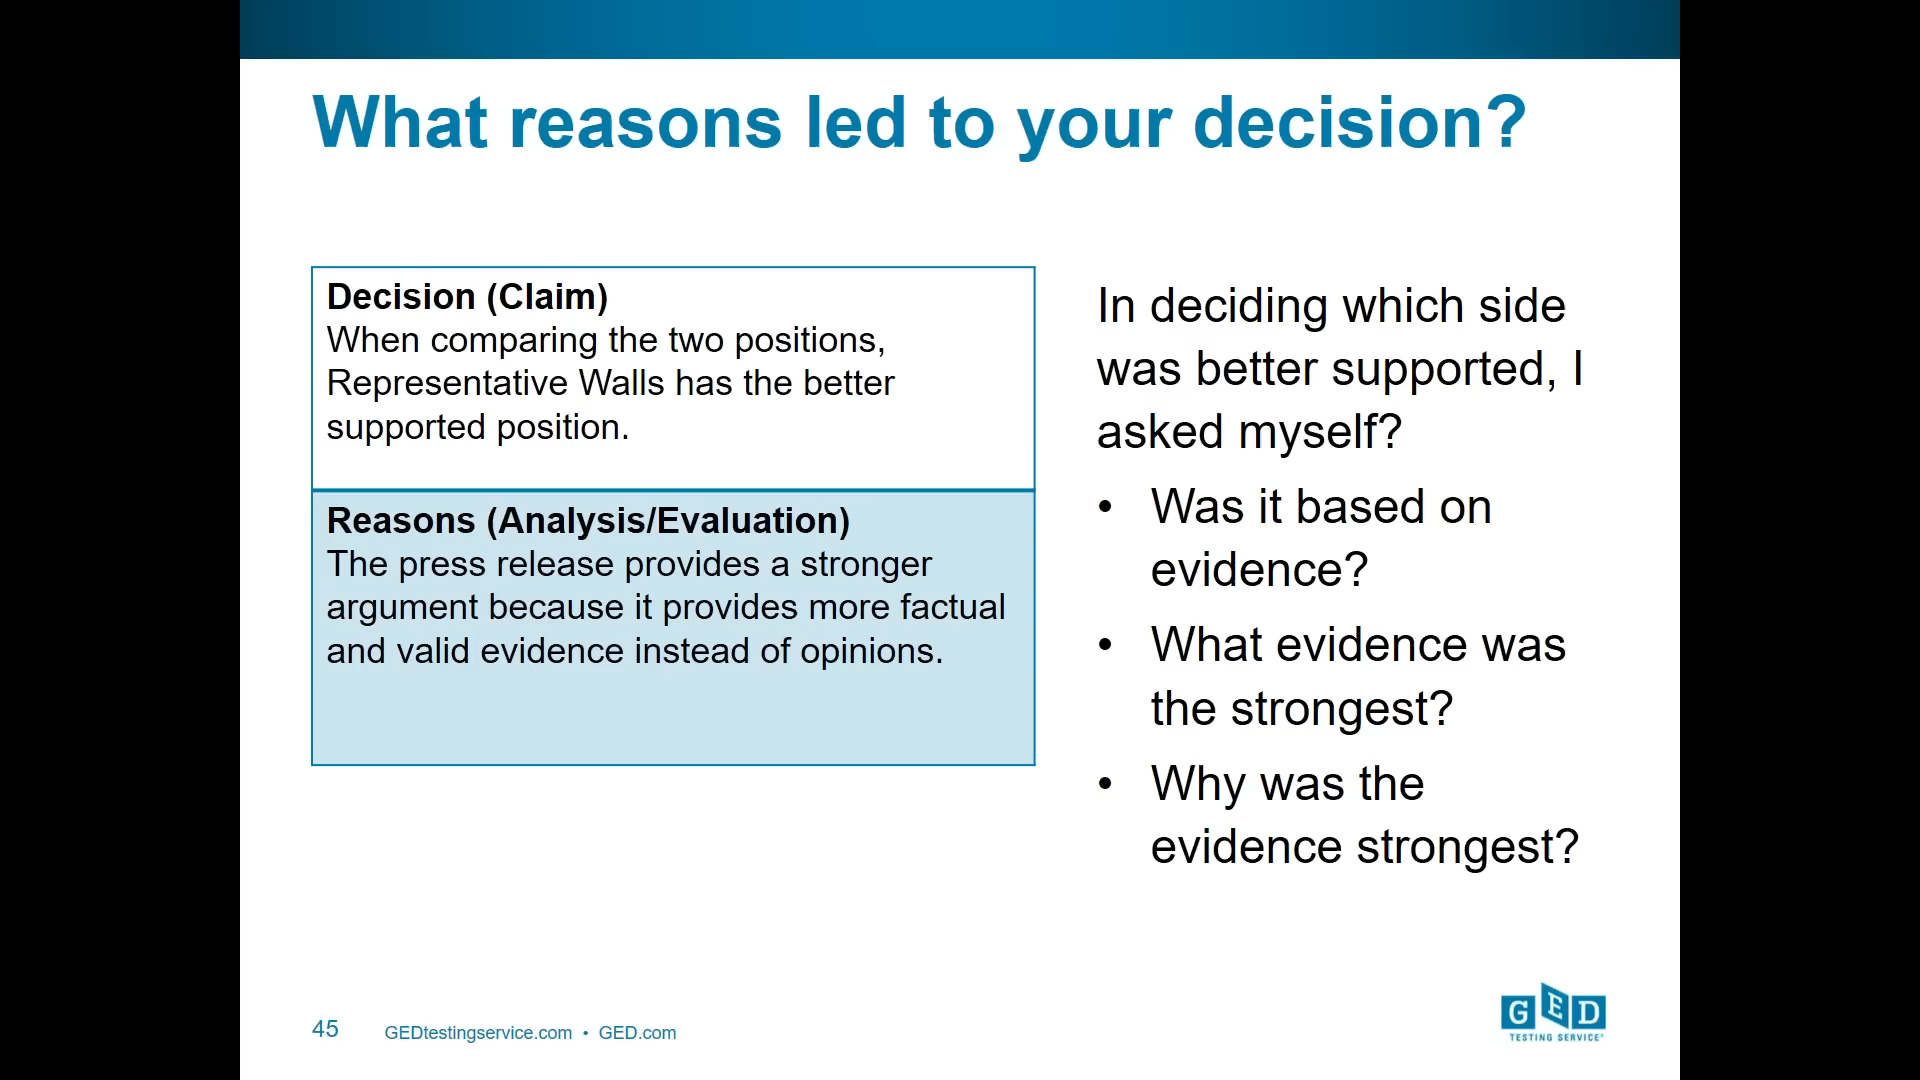 What reasons led to your decision?
Decision (Claim)
When comparing the two positions,
Representative Walls has the better
supported position.
Reasons (Analysis/Evaluation)
The press release provides a stronger
argument because it provides more factual
and valid evidence instead of opinions.
In deciding which side
was better supported, I
asked myself?
• Was it based on
evidence?
• What evidence was
the strongest?
• Why was the
evidence strongest?
45 GEDtestingservice.com • GED.com
GED
TESTING SERVICE®